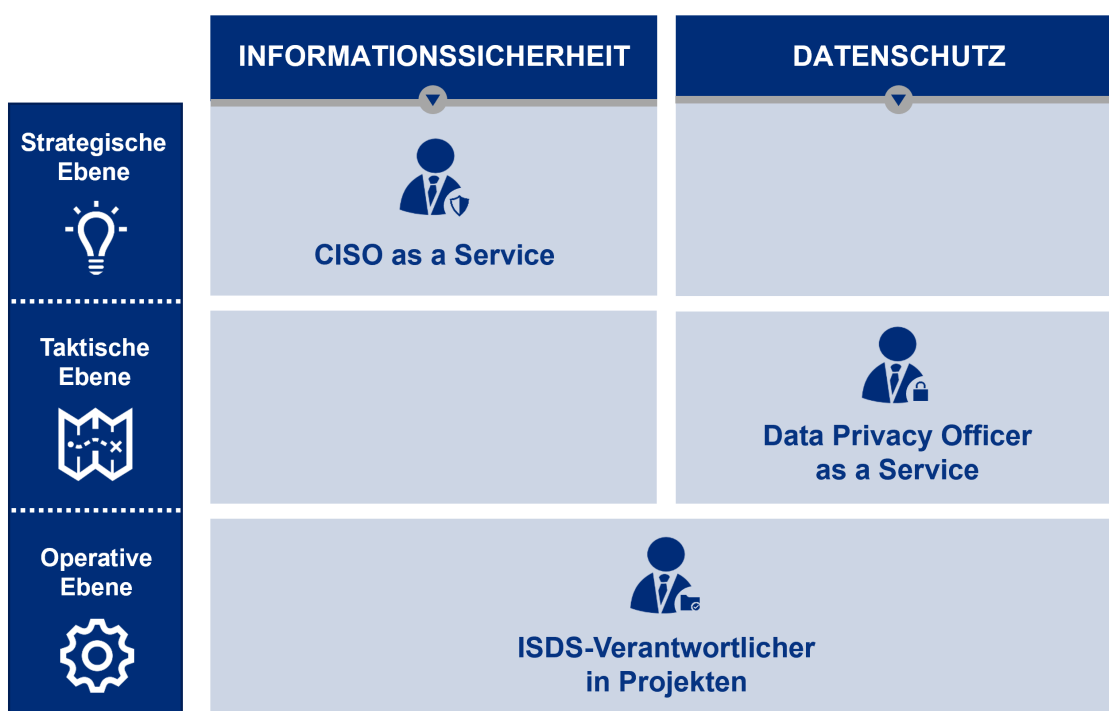 INFORMATIONSSICHERHEIT
DATENSCHUTZ
Strategische
Ebene
CISO as a Service
Taktische
Ebene
Data Privacy Officer
as a Service
Operative
Ebene
ISDS-Verantwortlicher
in Projekten